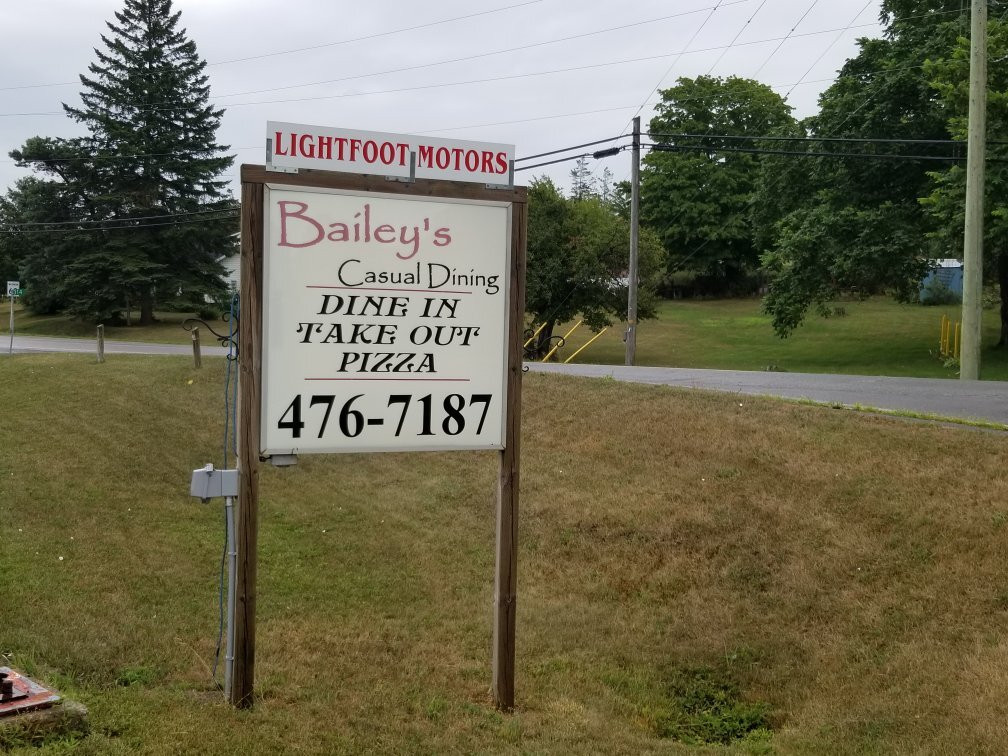 LIGHTFOOT MOTORS
Bailey's
Casual Dining
DINE IN
TAKE OUT
PIZZA
476-7187